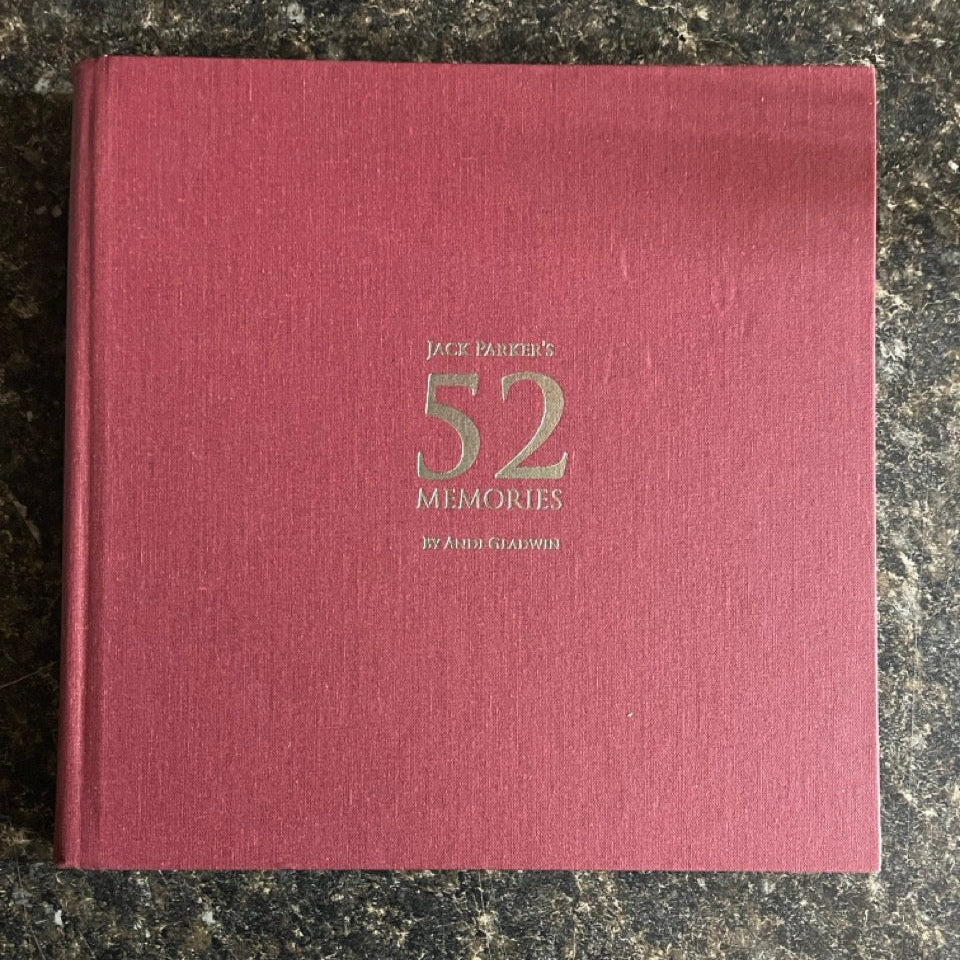 JACK PARKER'S
52
MEMORIES
BY ANDI GLADWIN